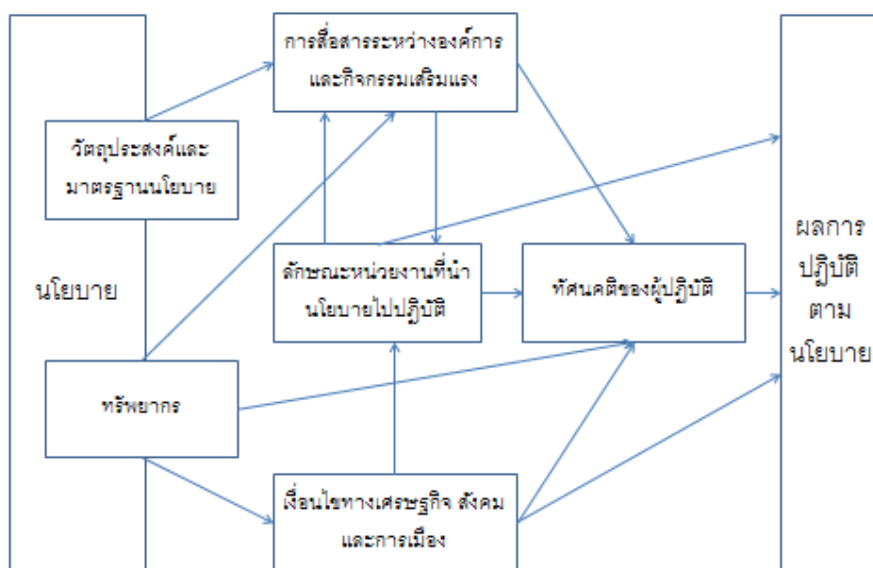 การสื่อสารระหว่างองค์การ
และกิจกรรมเสริมแรง
วัตถุประสงค์และ
มาตรฐานนโยบาย
นโยบาย
ลักษณะหน่วยงานที่นำ
นโยบายไปปฏิบัติ
ทัศนคติของผู้ปฏิบัติ
ผลการ
ปฏิบัติ
ตาม
นโยบาย
ทรัพยากร
เงื่อนไขทางเศรษฐกิจ สังคม
และการเมือง